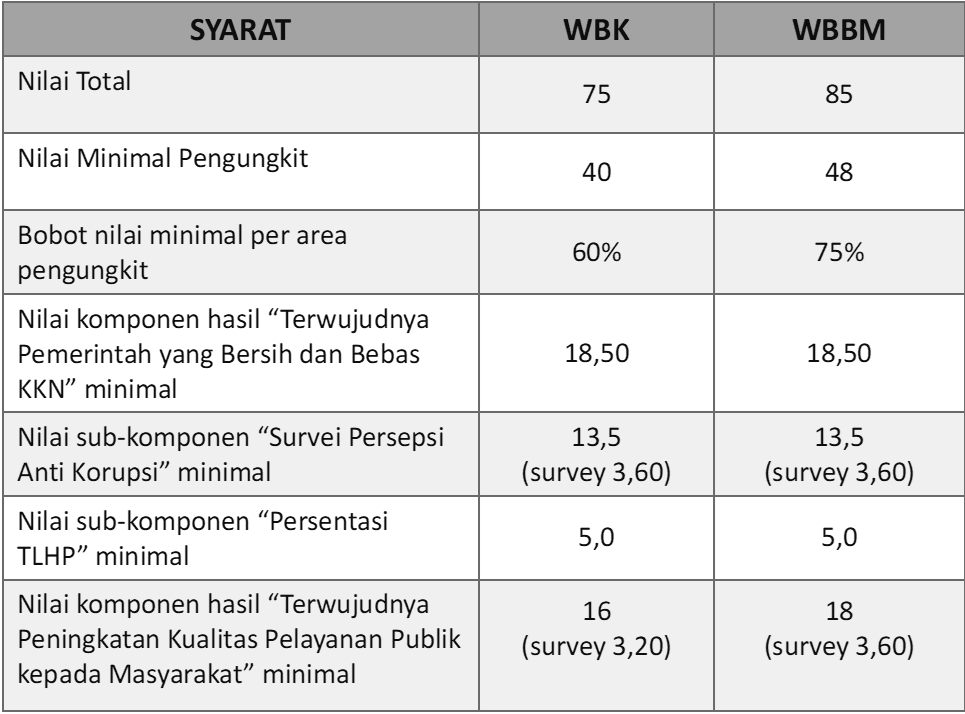 SYARAT WBK WBBM
Nilai Total 75 85
Nilai Minimal Pengungkit 40 48
Bobot nilai minimal per area
pengungkit 60% 75%
Nilai komponen hasil “Terwujudnya
Pemerintah yang Bersih dan Bebas 18,50 18,50
KKN” minimal
Nilai sub-komponen “Survei Persepsi 13,5 13,5
Anti Korupsi” minimal (survey 3,60) (survey 3,60)
Nilai sub-komponen “Persentasi
TLHP” minimal 5,0 5,0
Nilai komponen hasil “Terwujudnya 16 18
Peningkatan Kualitas Pelayanan Publik (survey 3,20) (survey 3,60)
kepada Masyarakat” minimal